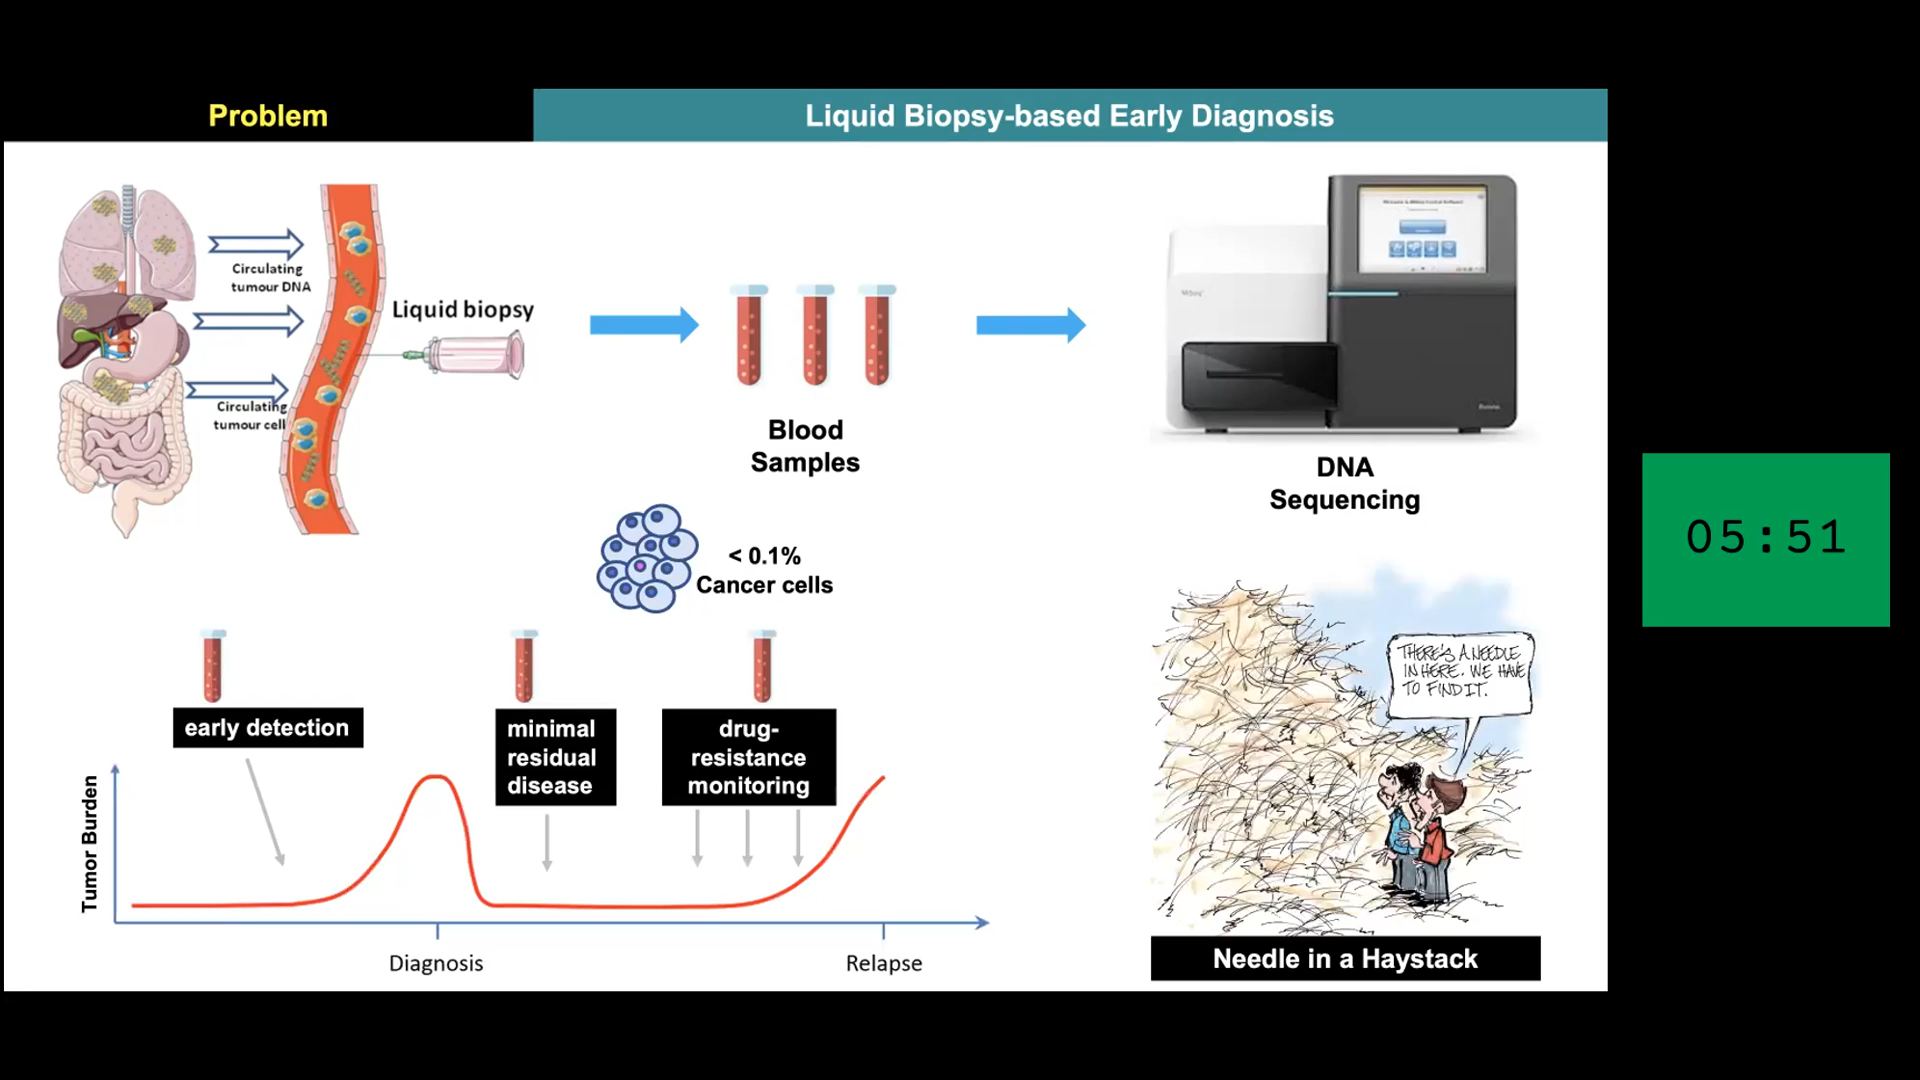 Problem
Liquid Biopsy-based Early Diagnosis
Circulating
tumour DNA
Circulating
tumour cell
Liquid biopsy
Blood
Samples
DNA
Sequencing
< 0.1%
Cancer cells
05:51
early detection
minimal
residual
disease
drug-
resistance
monitoring
Tumor Burden
Diagnosis
Relapse
THERE'S A NEEDLE
IN HERE. WE HAVE
TO FIND IT.
Needle in a Haystack